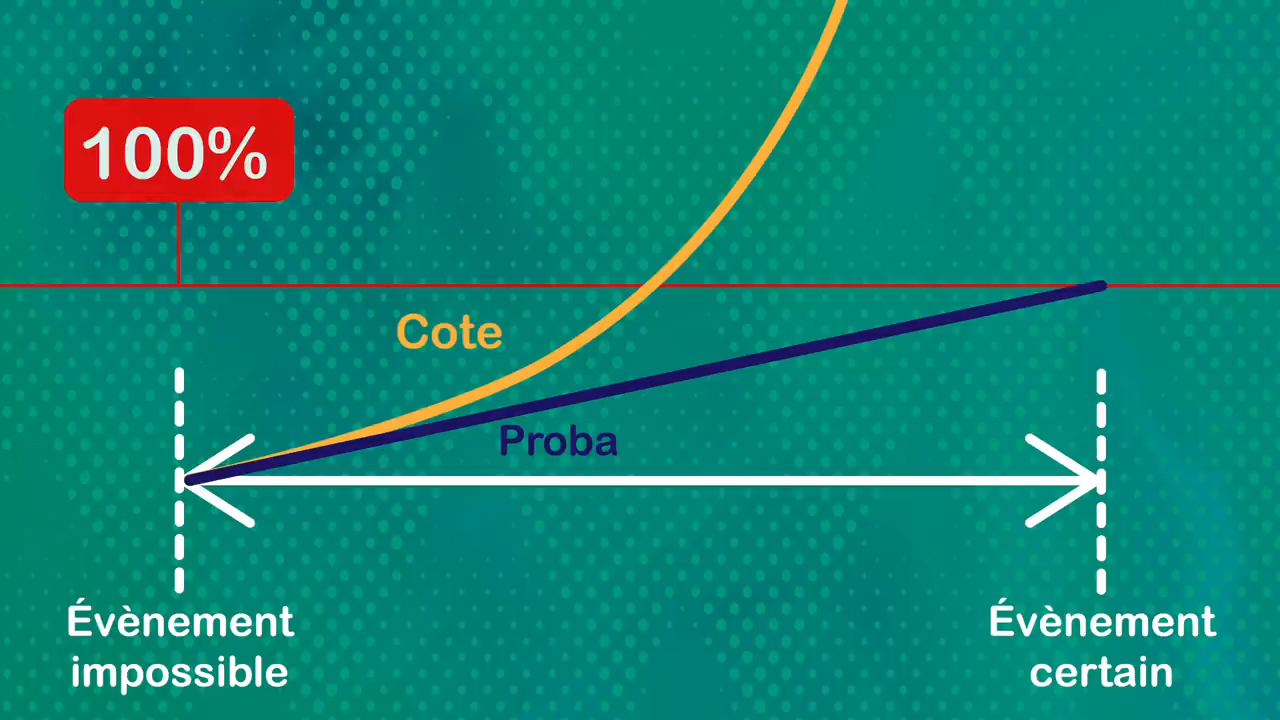 100%
Cote
Proba
Évènement
impossible
Évènement
certain